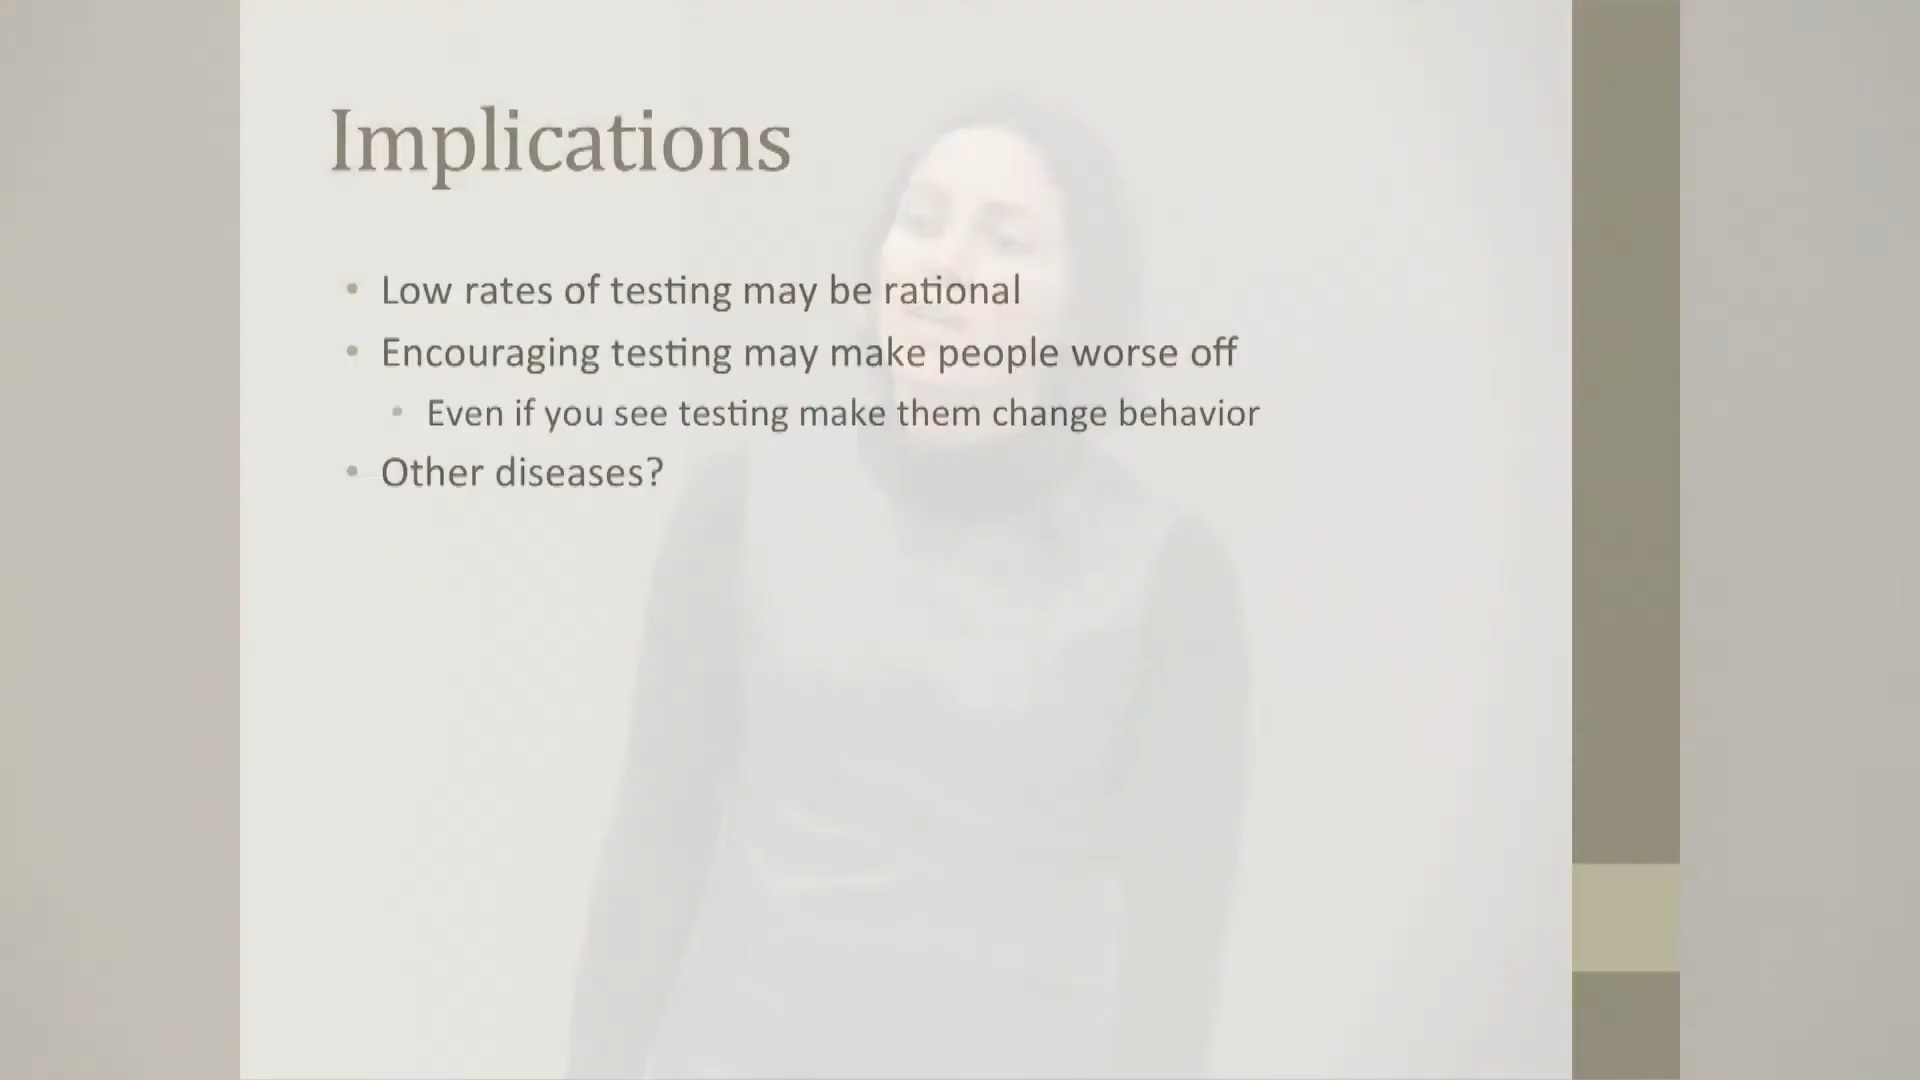 Implications
Low rates of testing may be rational
Encouraging testing may make people worse off
Even if you see testing make them change behavior
Other diseases?